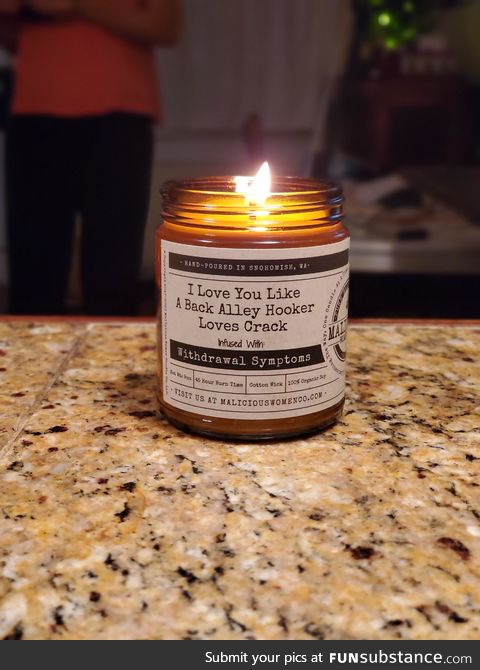 · HAND-POURED IN SNOHOMISH, WA ·
I Love You Like
A Back Alley Hooker
Loves Crack
Infused With
Withdrawal Symptoms
45 Hour Burn Time
Cotton Wick
100% Organic Soy
· VISIT US AT MALICIOUSWOMENCO.COM ·
Submit your pics at FUNsubstance.com